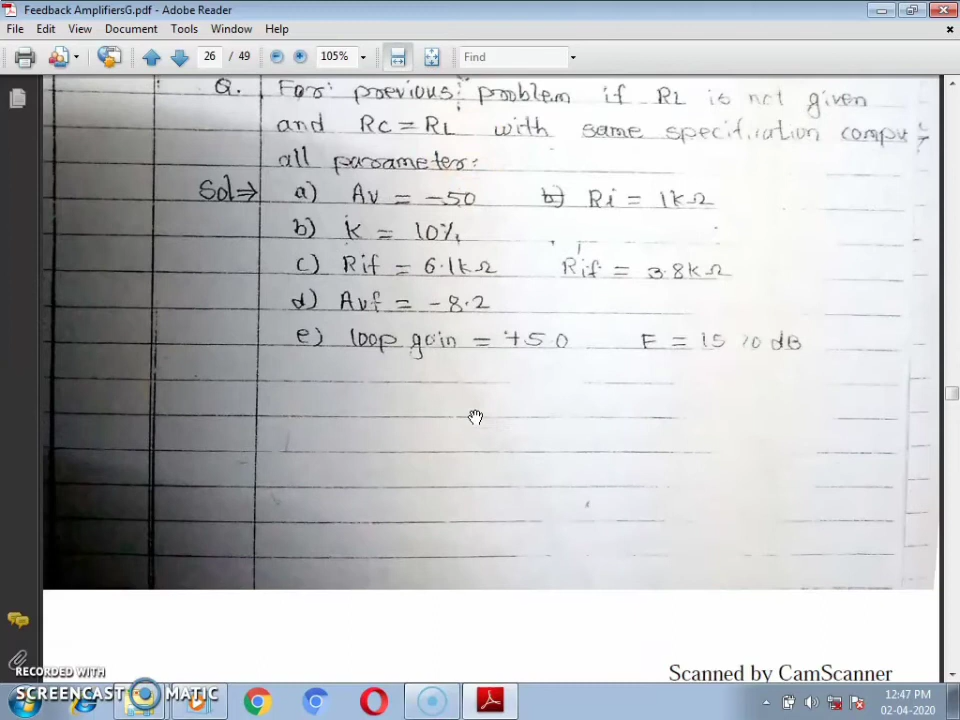 Feedback AmplifiersG.pdf - Adobe Reader
File Edit View Document Tools Window Help
26 / 49 105% Find
Q. For previous problem if RL is not given
and Rc = RL with same specification compu
all parameter:
Sol⇒ a) Av = -50 b) Ri = 1kΩ
b) k = 10%
c) Rif = 6.1kΩ Rif = 3.8kΩ
d) Avf = -8.2
e) loop gain = +5.0 F = 15.70 dB
Scanned by CamScanner
RECORDED WITH
SCREENCAST MATIC
12:47 PM
02-04-2020